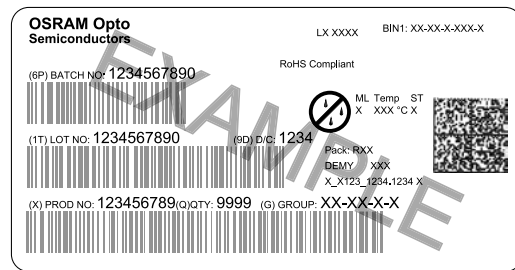 OSRAM Opto
Semiconductors
LX XXXX
BIN1: XX-XX-X-XXX-X
RoHS Compliant
(6P) BATCH NO: 1234567890
ML Temp ST
X XXX °C X
(1T) LOT NO: 1234567890
(9D) D/C: 1234
Pack: RXX
DEMY XXX
X_X123_1234.1234 X
(X) PROD NO: 123456789(Q)QTY: 9999 (G) GROUP: XX-XX-X-X
EXAMPLE